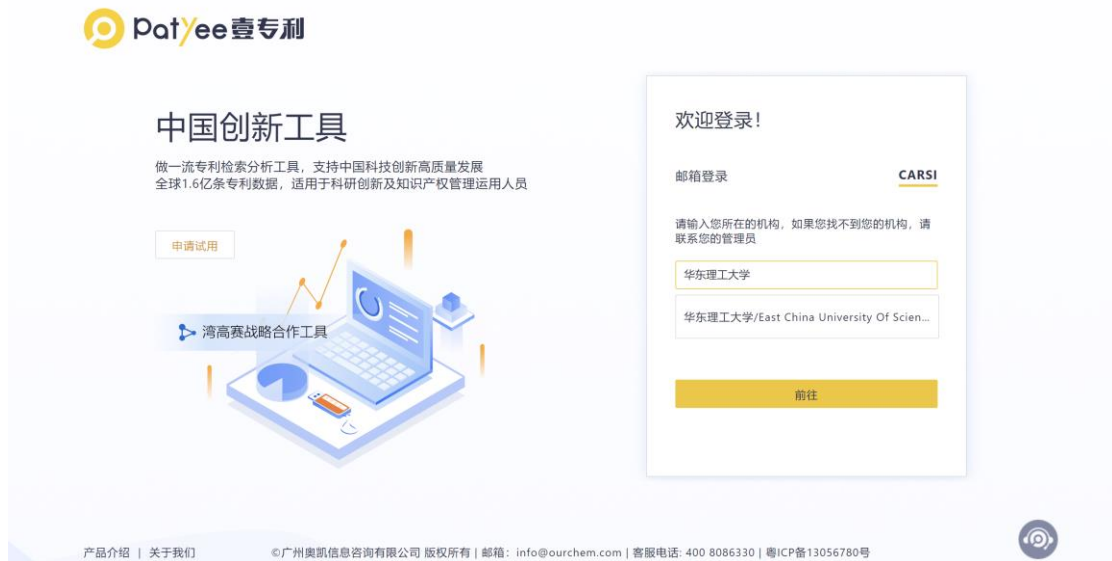 Patyee壹专利
中国创新工具
做一流专利检索分析工具，支持中国科技创新高质量发展
全球1.6亿条专利数据，适用于科研创新及知识产权管理运用人员
申请试用
湾高赛战略合作工具
欢迎登录！
邮箱登录 CARSI
请输入您所在的机构，如果您找不到您的机构，请
联系您的管理员
华东理工大学
华东理工大学/East China University Of Scien...
前往
产品介绍 | 关于我们 ©广州奥凯信息咨询有限公司 版权所有 | 邮箱：info@ourchem.com | 客服电话: 400 8086330 | 粤ICP备13056780号